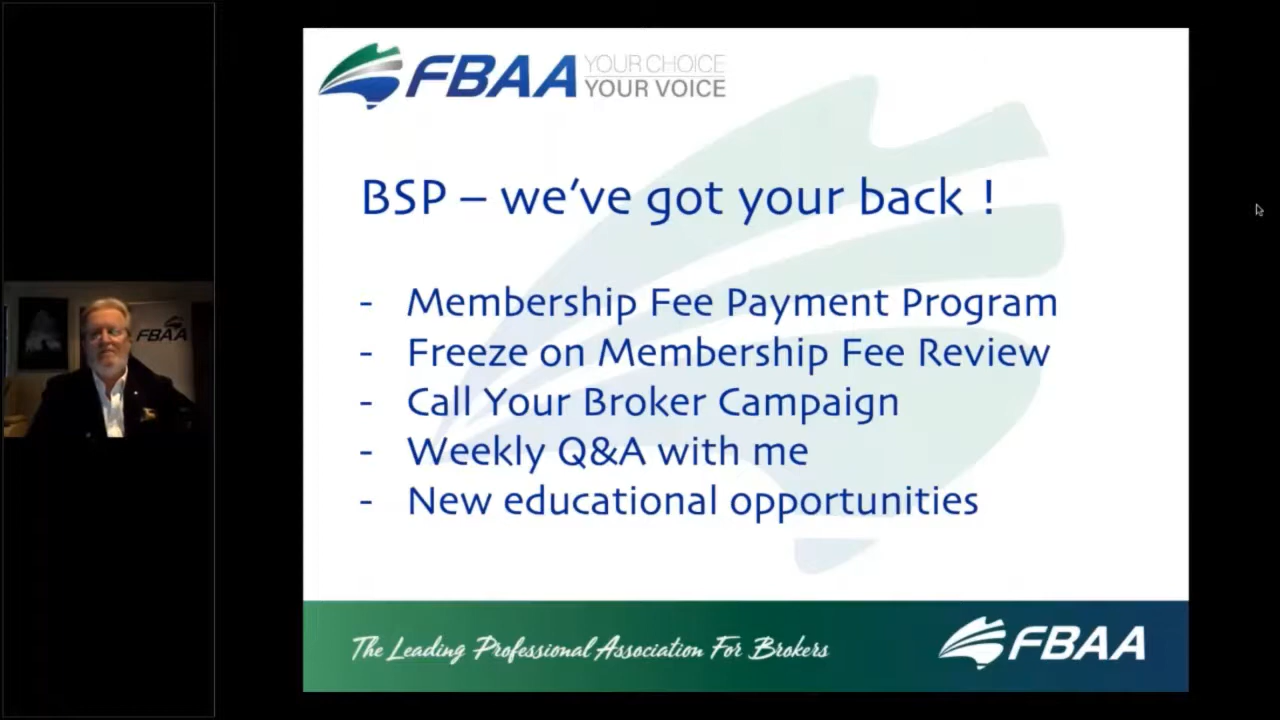 FBAA
YOUR CHOICE
YOUR VOICE
BSP – we've got your back !
- Membership Fee Payment Program
- Freeze on Membership Fee Review
- Call Your Broker Campaign
- Weekly Q&A with me
- New educational opportunities
FBAA
The Leading Professional Association For Brokers
FBAA